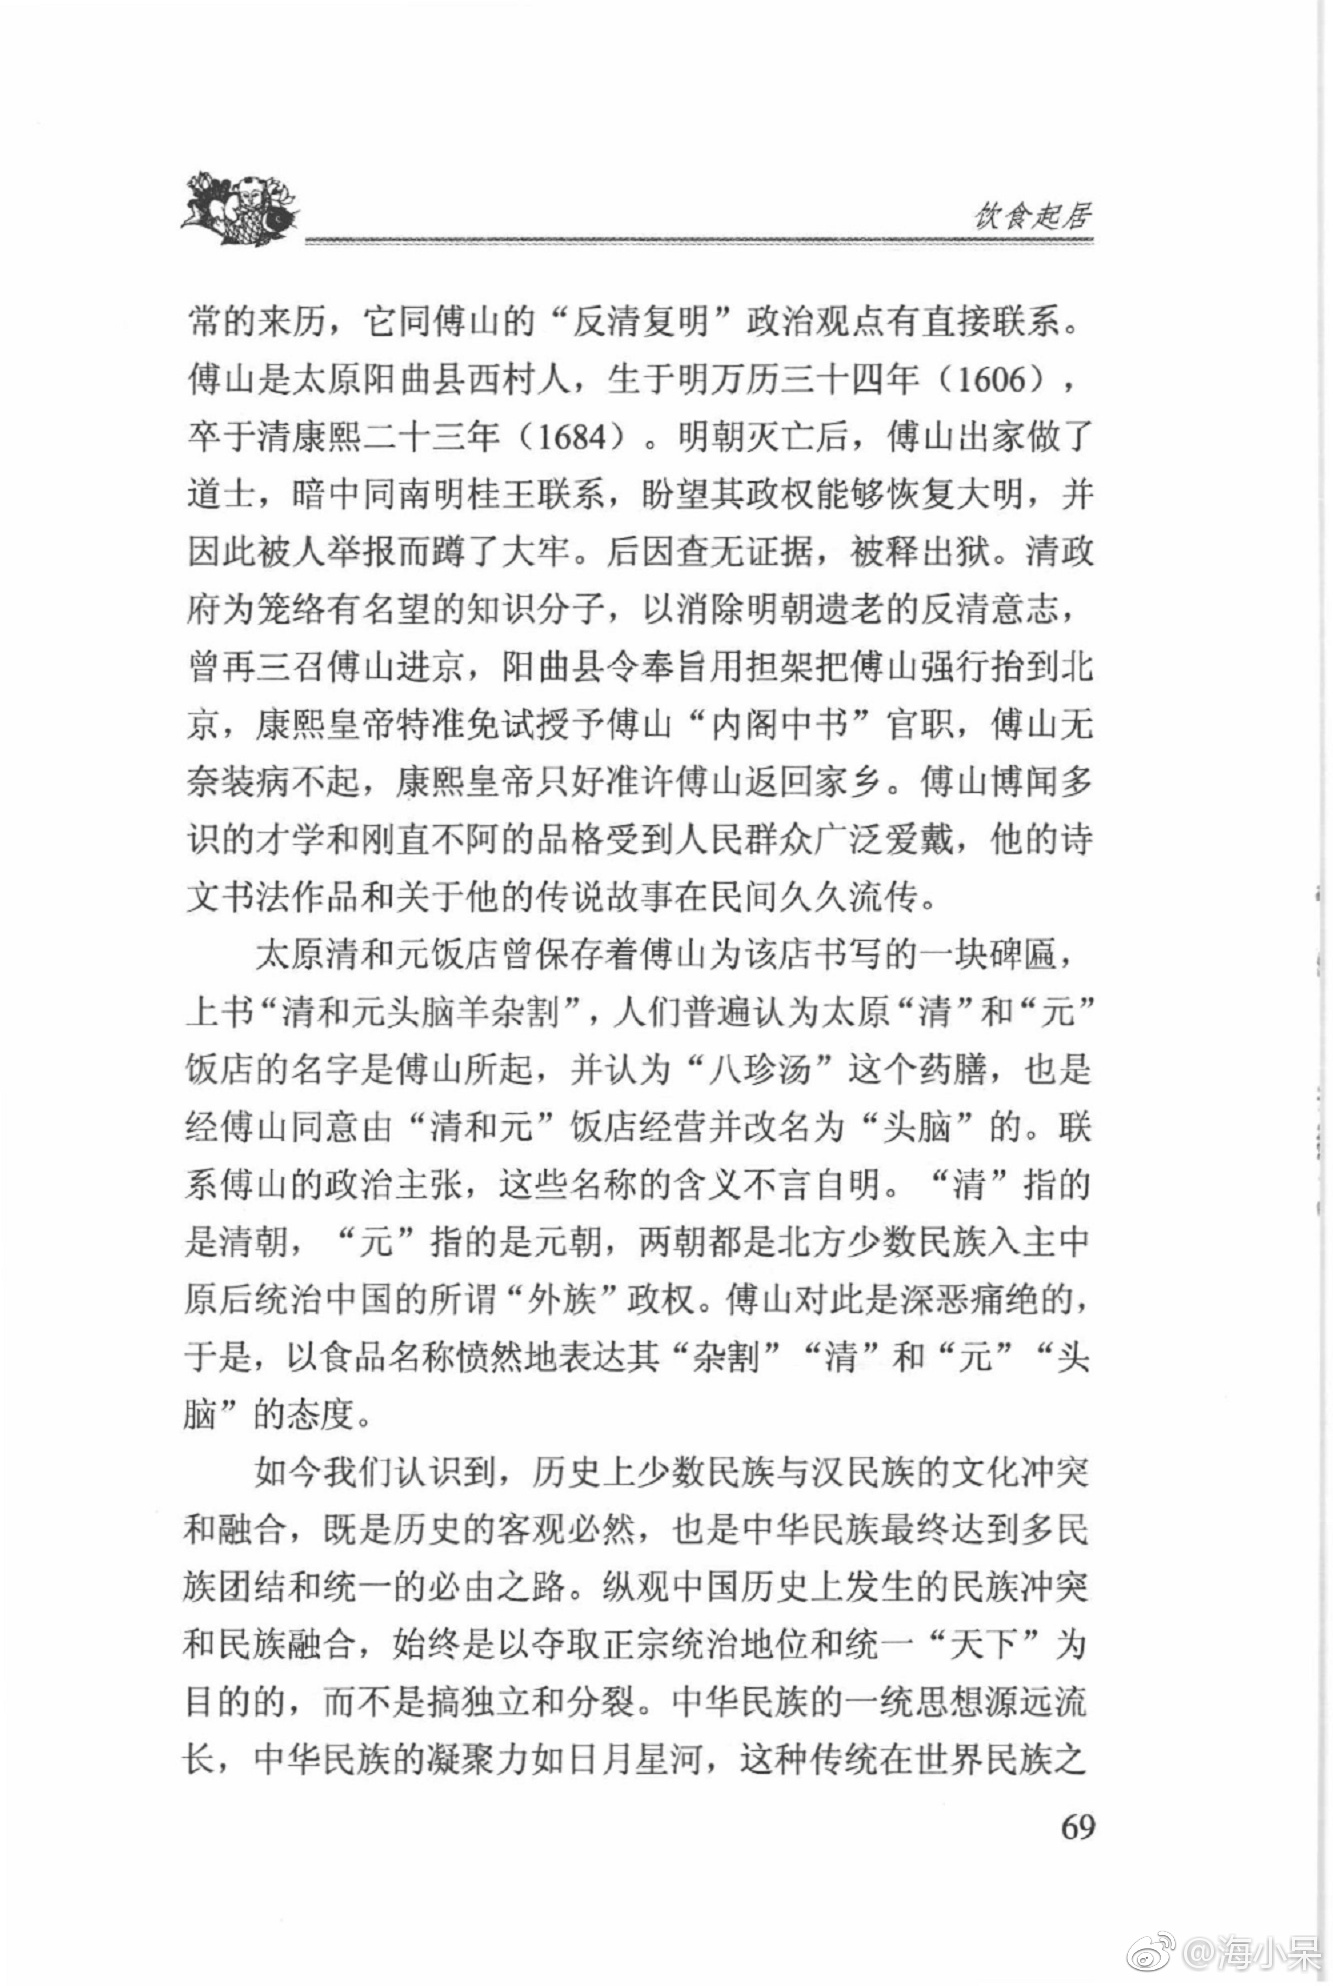 饮食起居
常的来历，它同傅山的“反清复明”政治观点有直接联系。
傅山是太原阳曲县西村人，生于明万历三十四年（1606），
卒于清康熙二十三年（1684）。明朝灭亡后，傅山出家做了
道士，暗中同南明桂王联系，盼望其政权能够恢复大明，并
因此被人举报而蹲了大牢。后因查无证据，被释出狱。清政
府为笼络有名望的知识分子，以消除明朝遗老的反清意志，
曾再三召傅山进京，阳曲县令奉旨用担架把傅山强行抬到北
京，康熙皇帝特准免试授予傅山“内阁中书”官职，傅山无
奈装病不起，康熙皇帝只好准许傅山返回家乡。傅山博闻多
识的才学和刚直不阿的品格受到人民群众广泛爱戴，他的诗
文书法作品和关于他的传说故事在民间久久流传。
太原清和元饭店曾保存着傅山为该店书写的一块碑匾，
上书“清和元头脑羊杂割”，人们普遍认为太原“清”和“元”
饭店的名字是傅山所起，并认为“八珍汤”这个药膳，也是
经傅山同意由“清和元”饭店经营并改名为“头脑”的。联
系傅山的政治主张，这些名称的含义不言自明。“清”指的
是清朝，“元”指的是元朝，两朝都是北方少数民族入主中
原后统治中国的所谓“外族”政权。傅山对此是深恶痛绝的，
于是，以食品名称愤然地表达其“杂割”“清”和“元”“头
脑”的态度。
如今我们认识到，历史上少数民族与汉民族的文化冲突
和融合，既是历史的客观必然，也是中华民族最终达到多民
族团结和统一的必由之路。纵观中国历史上发生的民族冲突
和民族融合，始终是以夺取正宗统治地位和统一“天下”为
目的的，而不是搞独立和分裂。中华民族的一统思想源远流
长，中华民族的凝聚力如日月星河，这种传统在世界民族之
69
@海小呆